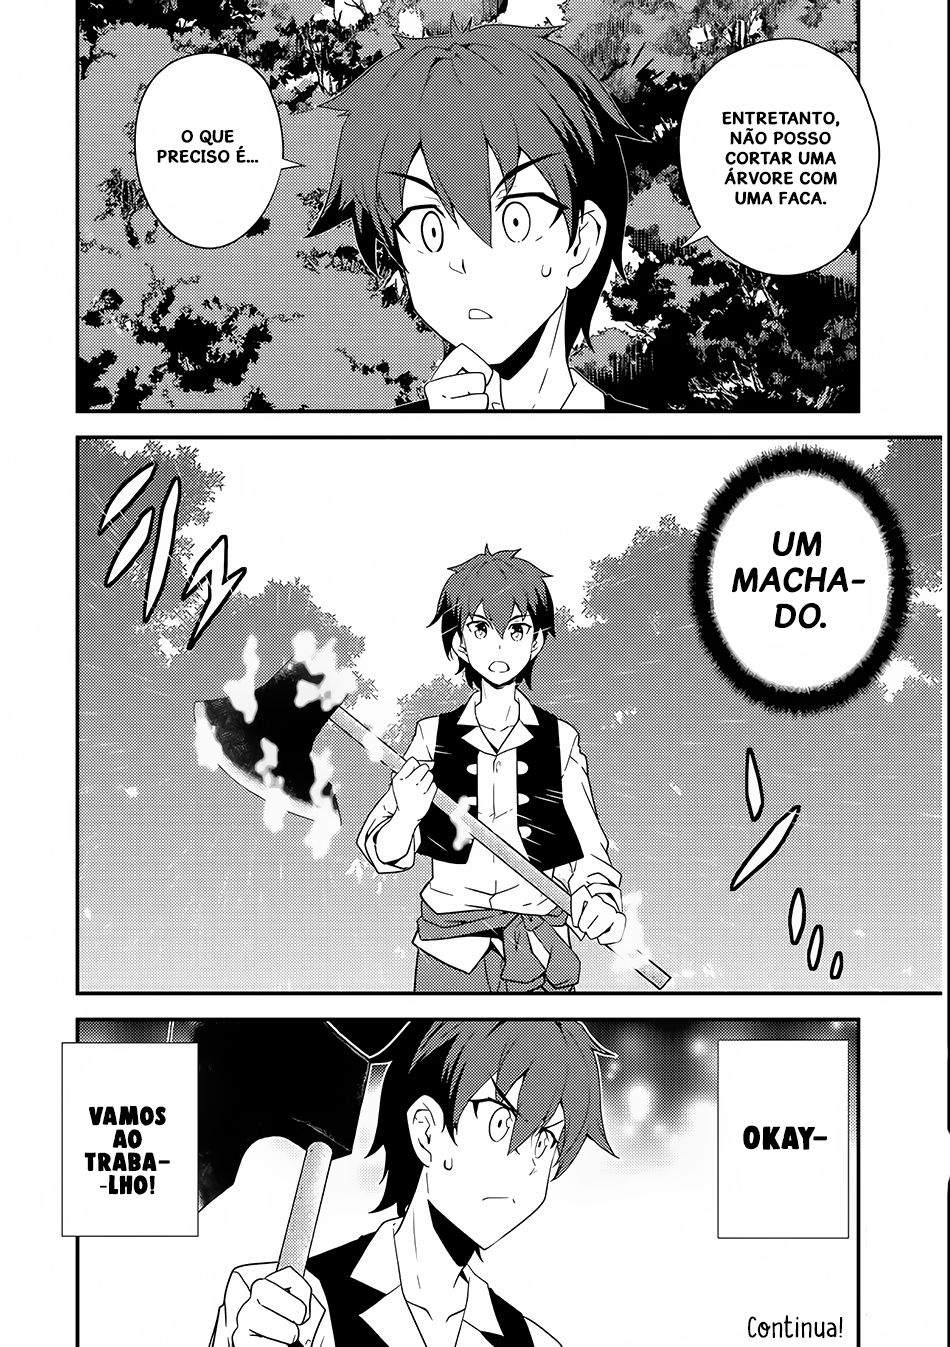 ENTRETANTO,
NÃO POSSO
CORTAR UMA
ÁRVORE COM
UMA FACA.
O QUE
PRECISO É...
UM
MACHA-
DO.
OKAY-
VAMOS
AO
TRABA-
-LHO!
Continua!